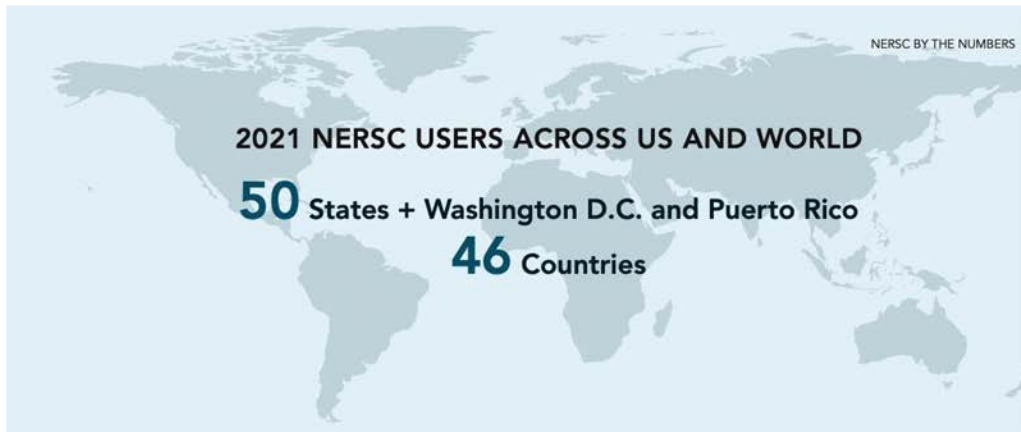 NERSC BY THE NUMBERS
2021 NERSC USERS ACROSS US AND WORLD
50 States + Washington D.C. and Puerto Rico
46 Countries